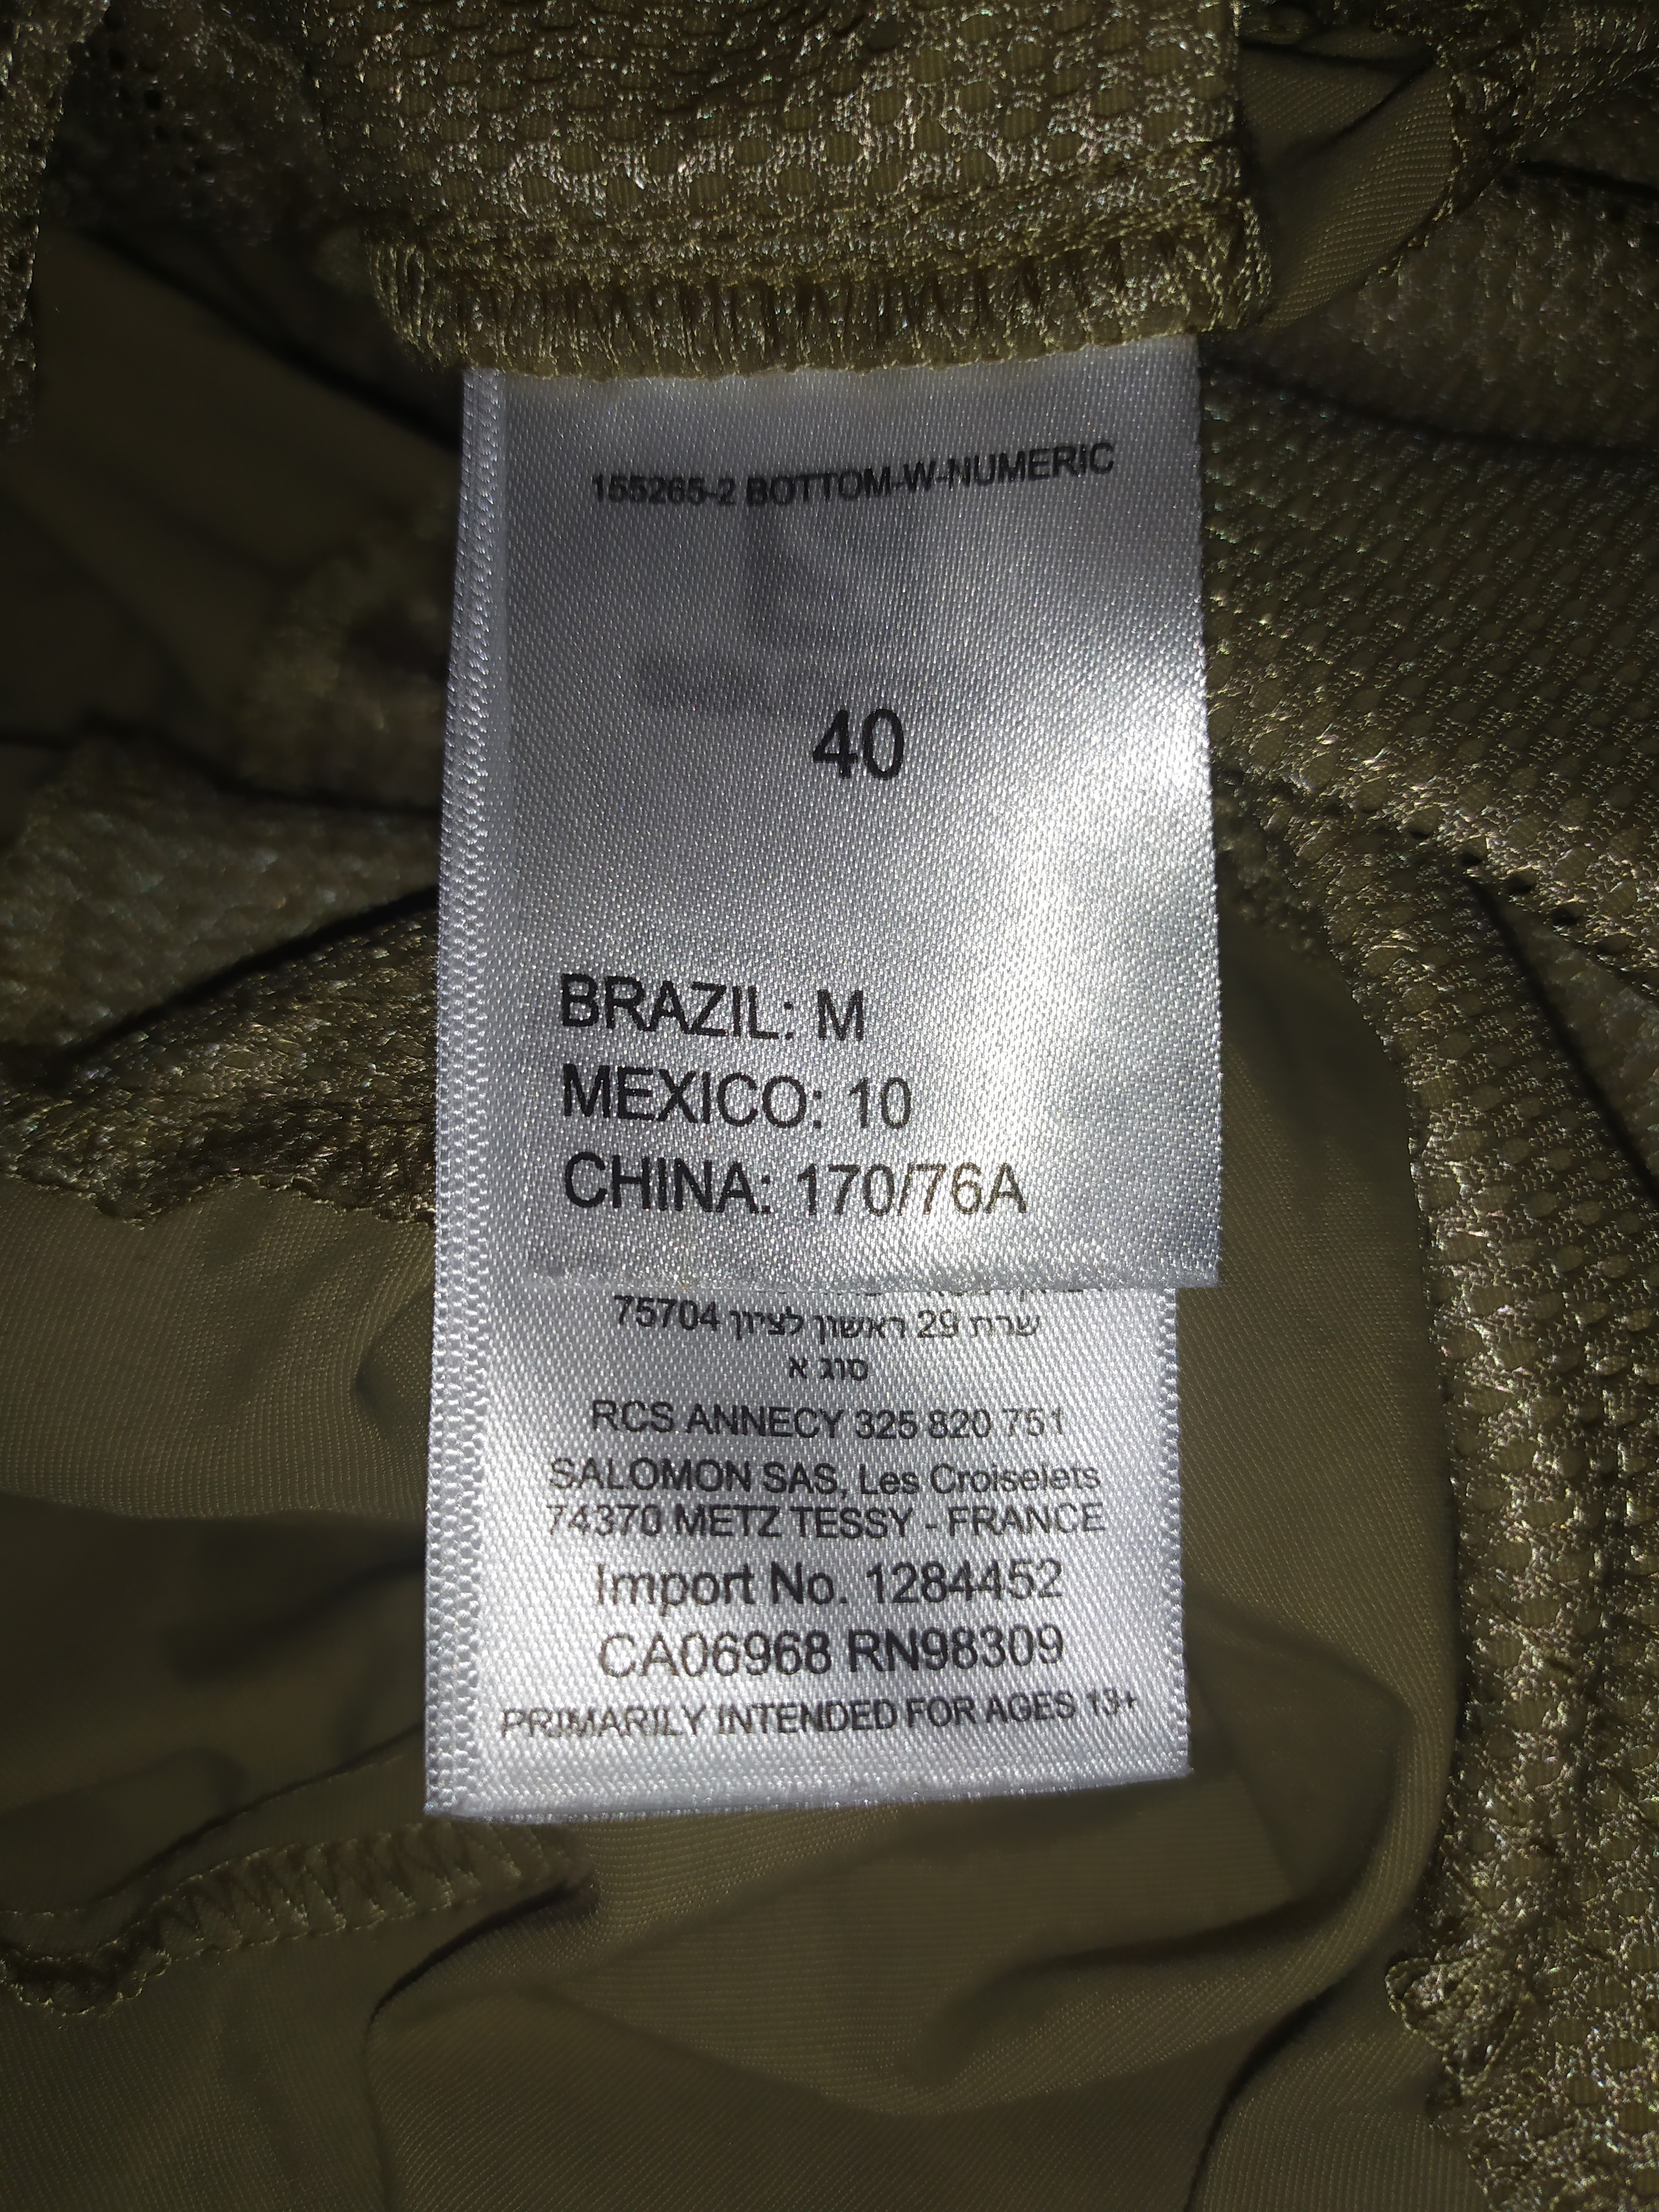 155265-2 BOTTOM-W-NUMERIC
40
BRAZIL: M
MEXICO: 10
CHINA: 170/76A
שרת 29 ראשון לציון 75704
סוג א
RCS ANNECY 325 820 751
SALOMON SAS, Les Croiselets
74370 METZ TESSY - FRANCE
Import No. 1284452
CA06968 RN98309
PRIMARILY INTENDED FOR AGES 13+